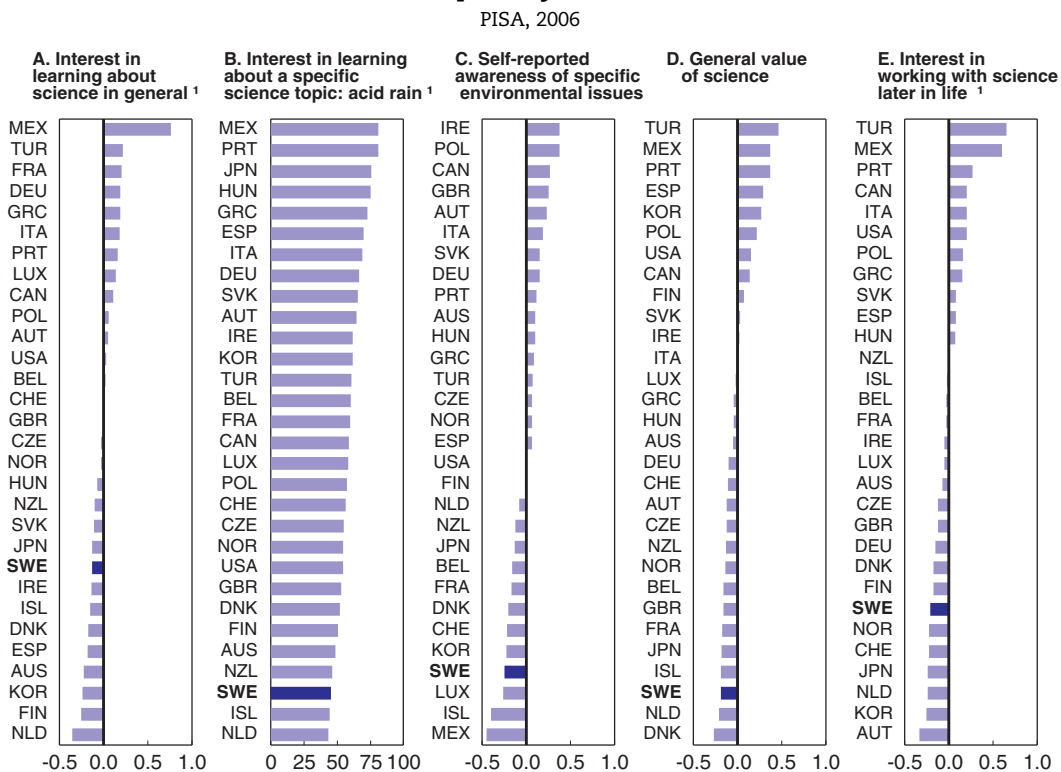 PISA, 2006
A. Interest in
learning about
science in general ¹
B. Interest in learning
about a specific
science topic: acid rain ¹
C. Self-reported
awareness of specific
environmental issues
D. General value
of science
E. Interest in
working with science
later in life ¹
MEX
TUR
FRA
DEU
GRC
ITA
PRT
LUX
CAN
POL
AUT
USA
BEL
CHE
GBR
CZE
NOR
HUN
NZL
SVK
JPN
SWE
IRE
ISL
DNK
ESP
AUS
KOR
FIN
NLD
-0.5 0.0 0.5 1.0
MEX
PRT
JPN
HUN
GRC
ESP
ITA
DEU
SVK
AUT
IRE
KOR
TUR
BEL
FRA
CAN
LUX
POL
CHE
CZE
NOR
USA
GBR
DNK
FIN
AUS
NZL
SWE
ISL
NLD
0 25 50 75 100
IRE
POL
CAN
GBR
AUT
ITA
SVK
DEU
PRT
AUS
HUN
GRC
TUR
CZE
NOR
ESP
USA
FIN
NLD
NZL
JPN
BEL
FRA
DNK
CHE
KOR
SWE
LUX
ISL
MEX
-0.5 0.0 0.5 1.0
TUR
MEX
PRT
ESP
KOR
POL
USA
CAN
FIN
SVK
IRE
ITA
LUX
GRC
HUN
AUS
DEU
CHE
AUT
CZE
NZL
NOR
BEL
GBR
FRA
JPN
ISL
SWE
NLD
DNK
-0.5 0.0 0.5 1.0
TUR
MEX
PRT
CAN
ITA
USA
POL
GRC
SVK
ESP
HUN
NZL
ISL
BEL
FRA
IRE
LUX
AUS
CZE
GBR
DEU
DNK
FIN
SWE
NOR
CHE
JPN
NLD
KOR
AUT
-0.5 0.0 0.5 1.0